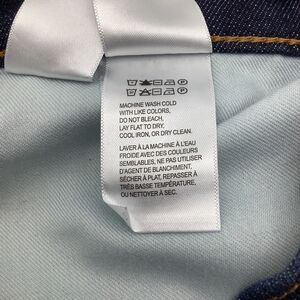 MACHINE WASH COLD
WITH LIKE COLORS,
DO NOT BLEACH,
LAY FLAT TO DRY,
COOL IRON, OR DRY CLEAN.
LAVER À LA MACHINE À L'EAU
FROIDE AVEC DES COULEURS
SEMBLABLES, NE PAS UTILISER
D'AGENT DE BLANCHIMENT,
SÉCHER À PLAT, REPASSER À
TRÈS BASSE TEMPÉRATURE,
OU NETTOYER À SEC.